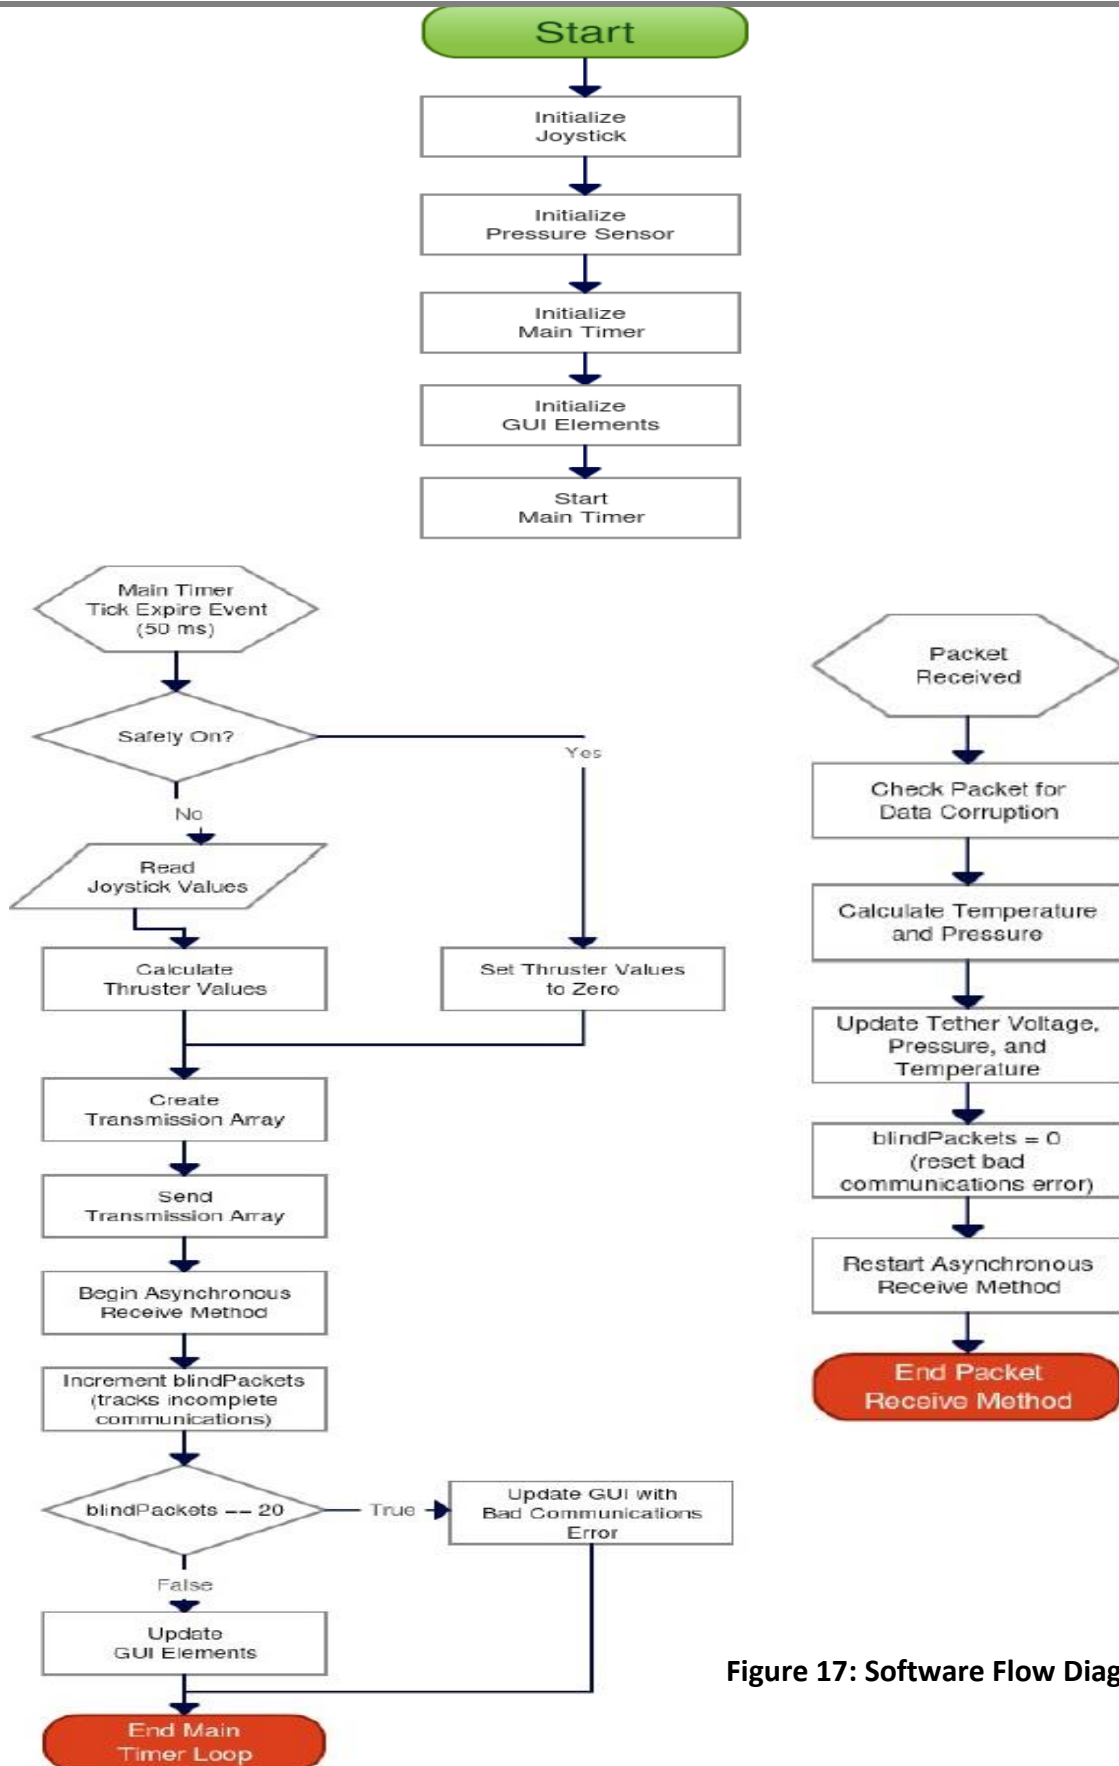 Start
Initialize
Joystick
Initialize
Pressure Sensor
Initialize
Main Timer
Initialize
GUI Elements
Start
Main Timer
Main Timer
Tick Expire Event
(50 ms)
Safety On?
Yes
No
Read
Joystick Values
Calculate
Thruster Values
Set Thruster Values
to Zero
Create
Transmission Array
Send
Transmission Array
Begin Asynchronous
Receive Method
Increment blindPackets
(tracks incomplete
communications)
blindPackets == 20
True
Update GUI with
Bad Communications
Error
False
Update
GUI Elements
End Main
Timer Loop
Packet
Received
Check Packet for
Data Corruption
Calculate Temperature
and Pressure
Update Tether Voltage,
Pressure, and
Temperature
blindPackets = 0
(reset bad
communications error)
Restart Asynchronous
Receive Method
End Packet
Receive Method
Figure 17: Software Flow Diag